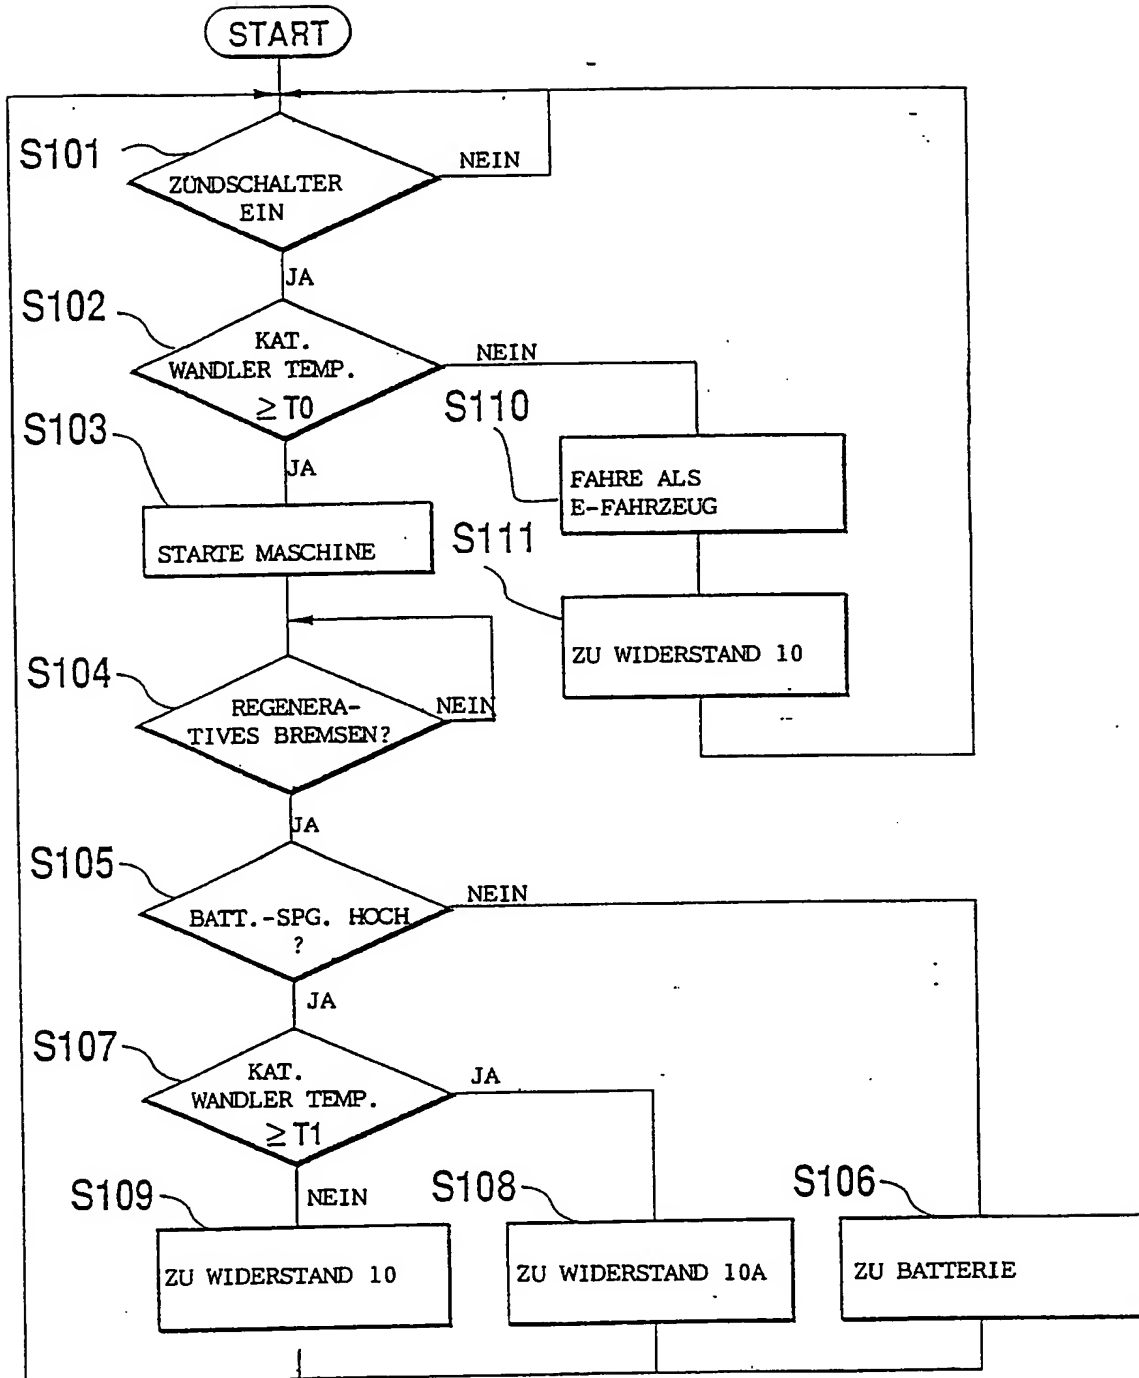 START
S101
NEIN
ZÜNDSCHALTER
EIN
JA
S102
KAT.
WANDLER TEMP.
≥ T0
NEIN
S103
JA
STARTE MASCHINE
S110
FAHRE ALS
E-FAHRZEUG
S111
ZU WIDERSTAND 10
S104
REGENERA-
TIVES BREMSEN?
NEIN
JA
S105
BATT.-SPG. HOCH
?
NEIN
JA
S107
KAT.
WANDLER TEMP.
≥ T1
JA
NEIN
S109
ZU WIDERSTAND 10
S108
ZU WIDERSTAND 10A
S106
ZU BATTERIE